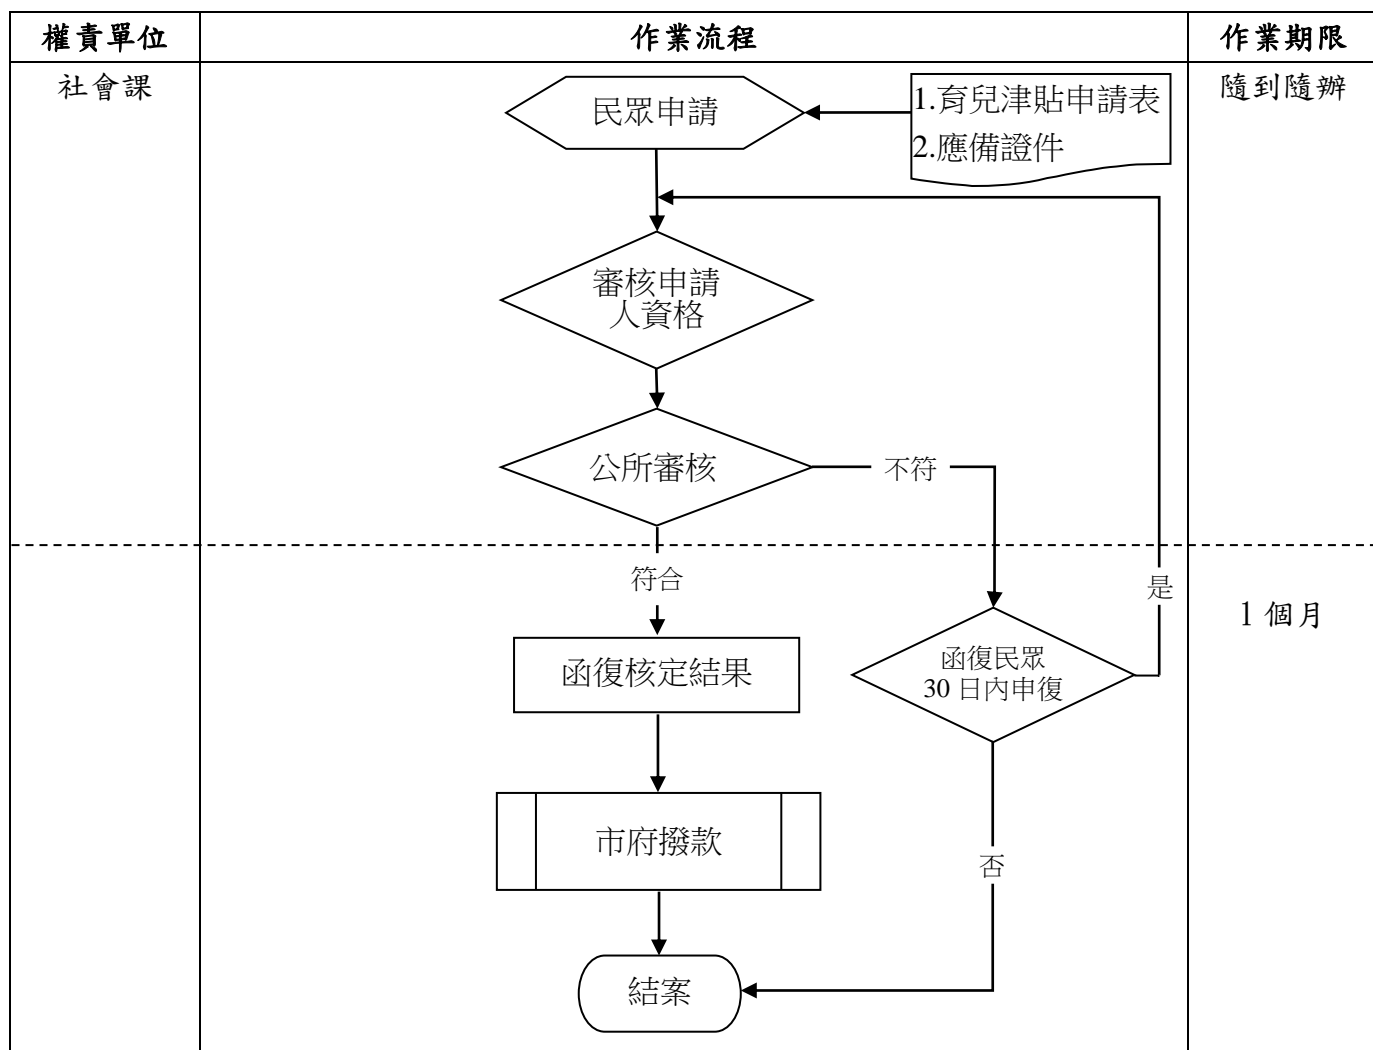 權責單位
作業流程
作業期限
社會課
隨到隨辦
民眾申請
1.育兒津貼申請表
2.應備證件
審核申請
人資格
公所審核
不符
符合
是
1 個月
函復民眾
30 日內申復
函復核定結果
市府撥款
否
結案